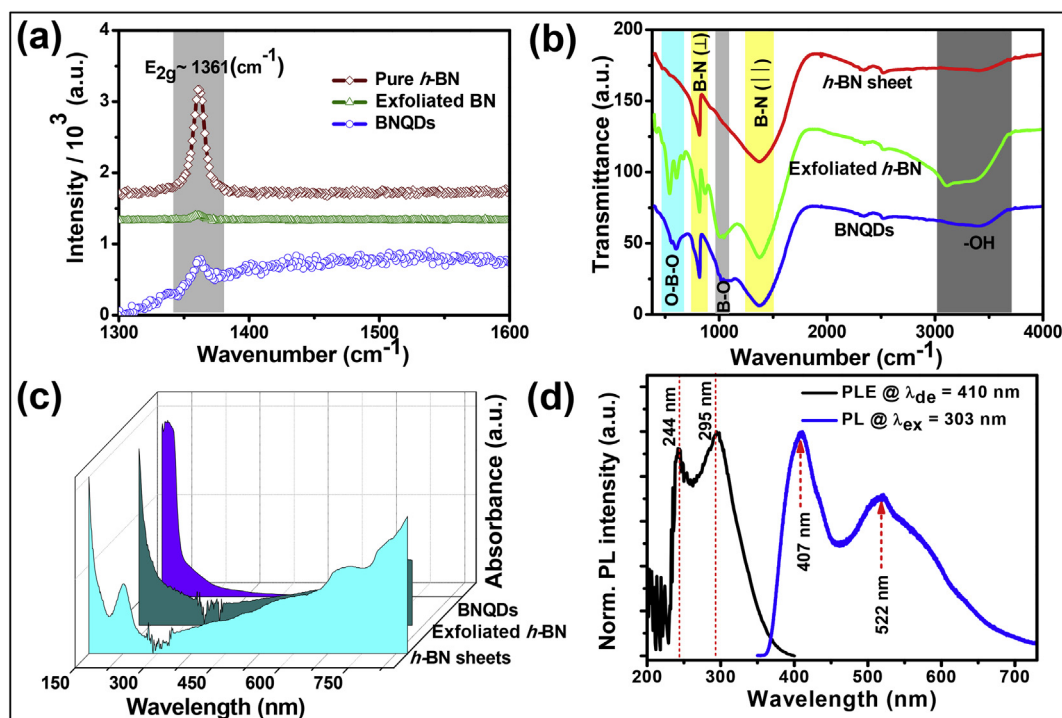 (a)
E2g~ 1361(cm-1)
Pure h-BN
Exfoliated BN
BNQDs
Intensity / 10^3 (a.u.)
4
3
2
1
0
1300 1400 1500 1600
Wavenumber (cm-1)
(b)
B-N (⊥)
B-N (||)
h-BN sheet
Exfoliated h-BN
BNQDs
-OH
O-B-O
B-O
Transmittance (a.u.)
200
150
100
50
0
1000 2000 3000 4000
Wavenumber (cm-1)
(c)
Absorbance (a.u.)
BNQDs
Exfoliated h-BN
h-BN sheets
150 300 450 600 750
Wavelength (nm)
(d)
244 nm
295 nm
PLE @ λde = 410 nm
PL @ λex = 303 nm
407 nm
522 nm
Norm. PL intensity (a.u.)
200 300 400 500 600 700
Wavelength (nm)